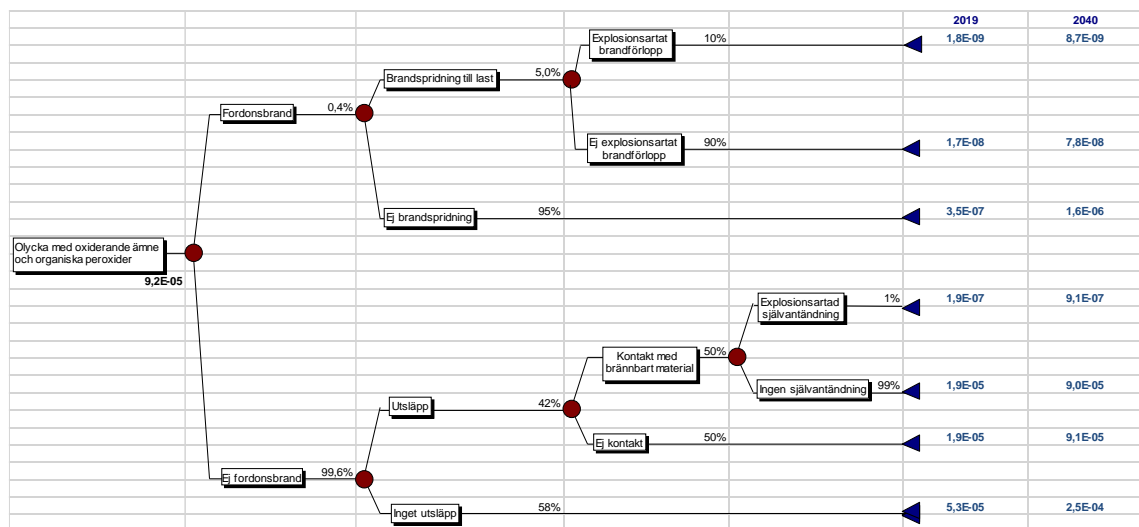 2019 2040
Explosionsartat
brandförlopp
10% 1,8E-09 8,7E-09
Brandspridning till last 5,0%
Fordonsbrand 0,4%
Ej explosionsartat
brandförlopp
90% 1,7E-08 7,8E-08
Ej brandspridning 95% 3,5E-07 1,6E-06
Olycka med oxiderande ämne
och organiska peroxider
9,2E-05
Explosionsartad
självantändning
1% 1,9E-07 9,1E-07
Kontakt med
brännbart material
50%
Ingen självantändning 99% 1,9E-05 9,0E-05
Utsläpp 42%
Ej kontakt 50% 1,9E-05 9,1E-05
Ej fordonsbrand 99,6%
Inget utsläpp 58% 5,3E-05 2,5E-04